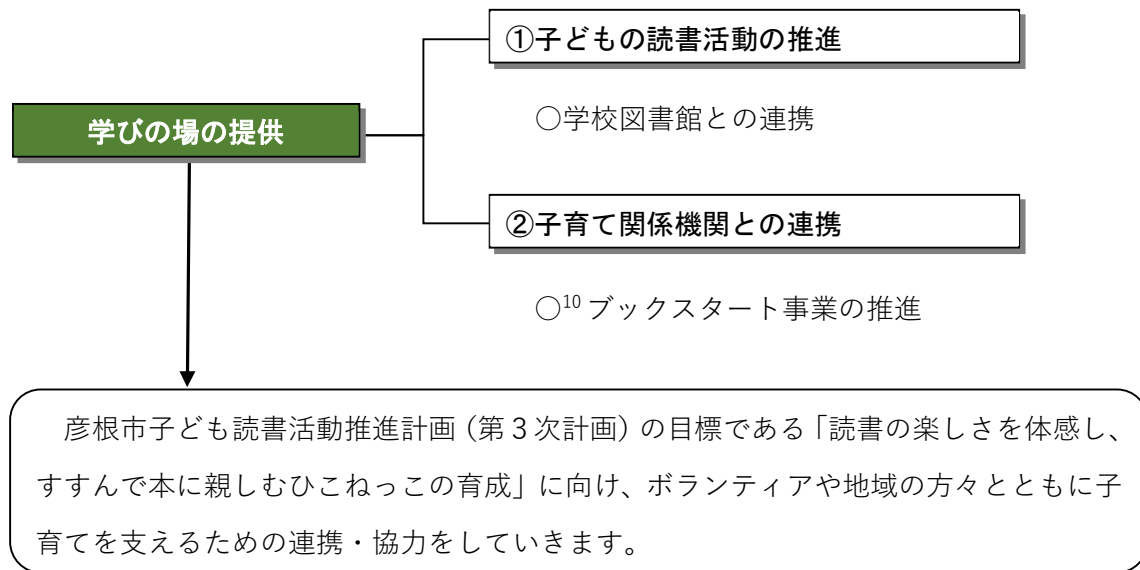 ①子どもの読書活動の推進
○学校図書館との連携
学びの場の提供
②子育て関係機関との連携
○10 ブックスタート事業の推進
彦根市子ども読書活動推進計画（第３次計画）の目標である「読書の楽しさを体感し、
すすんで本に親しむひこねっこの育成」に向け、ボランティアや地域の方々とともに子
育てを支えるための連携・協力をしていきます。